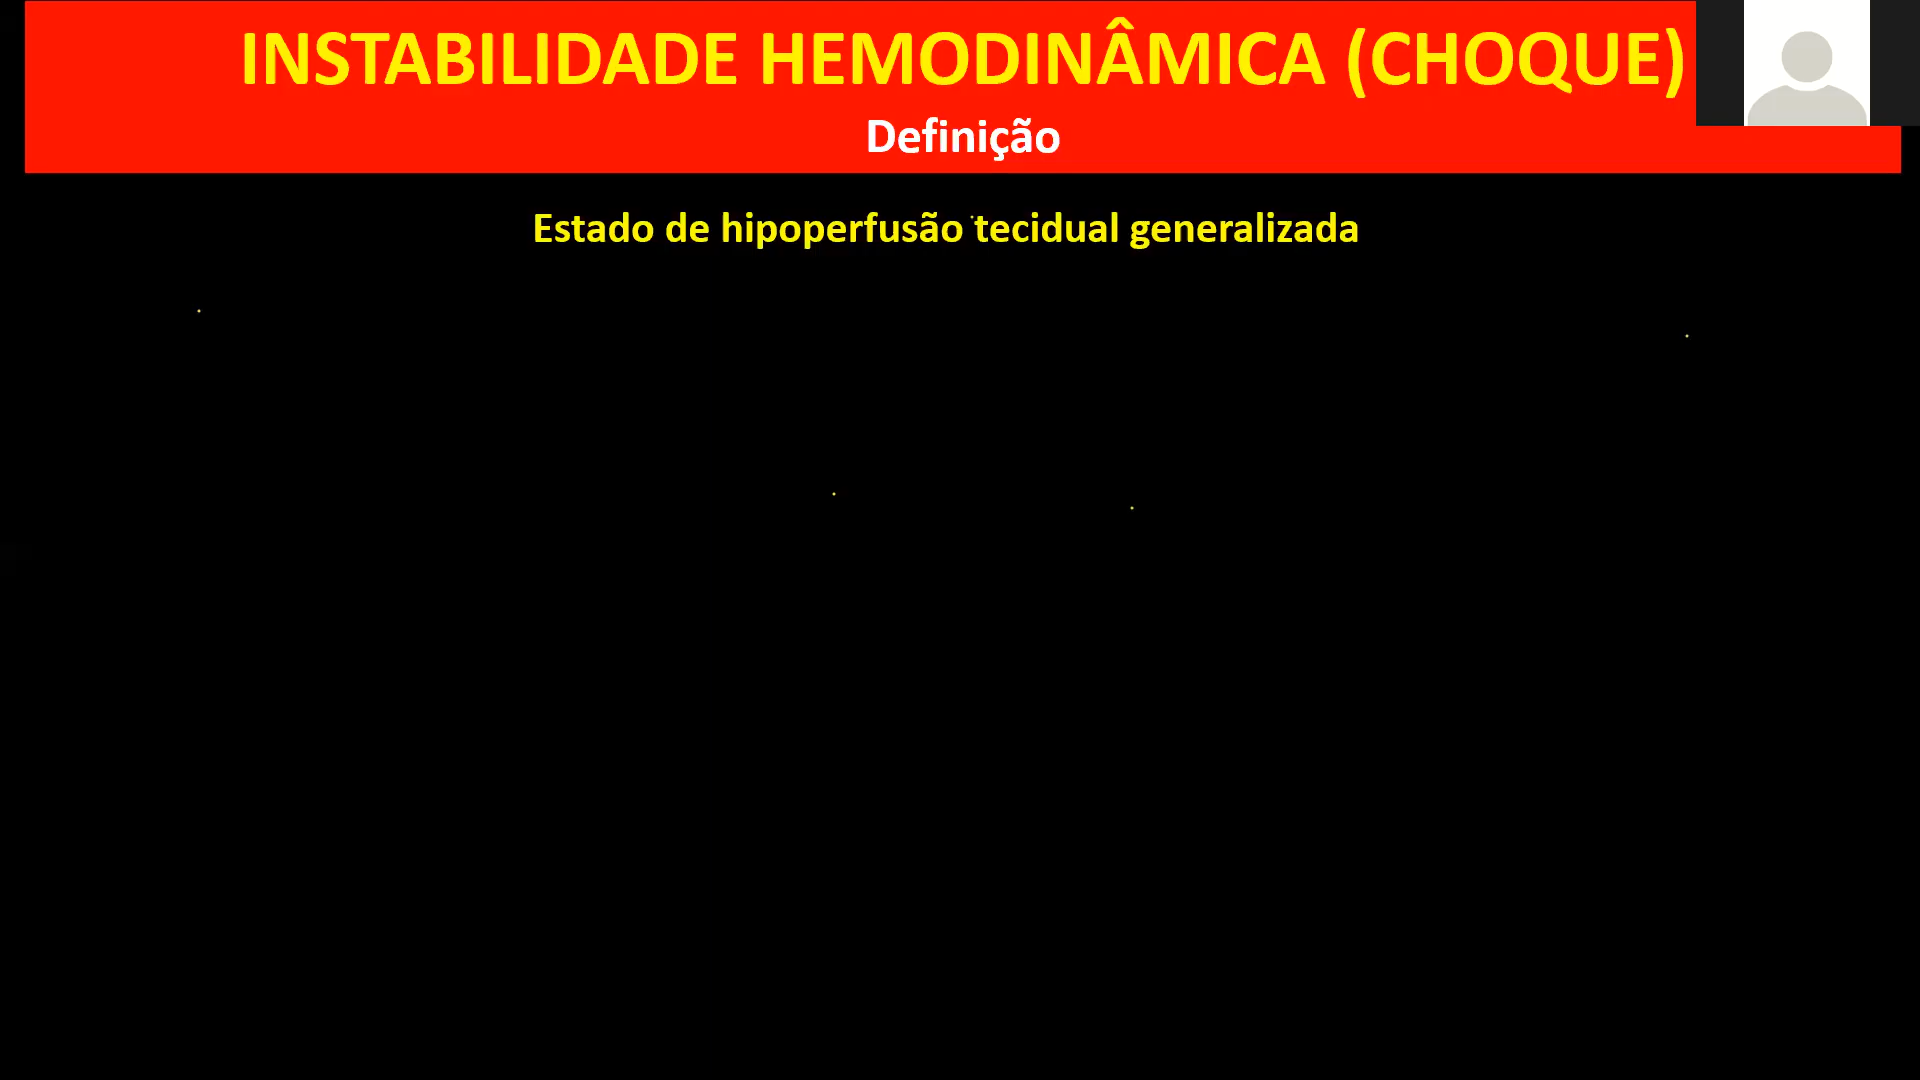 INSTABILIDADE HEMODINÂMICA (CHOQUE)
Definição
Estado de hipoperfusão tecidual generalizada